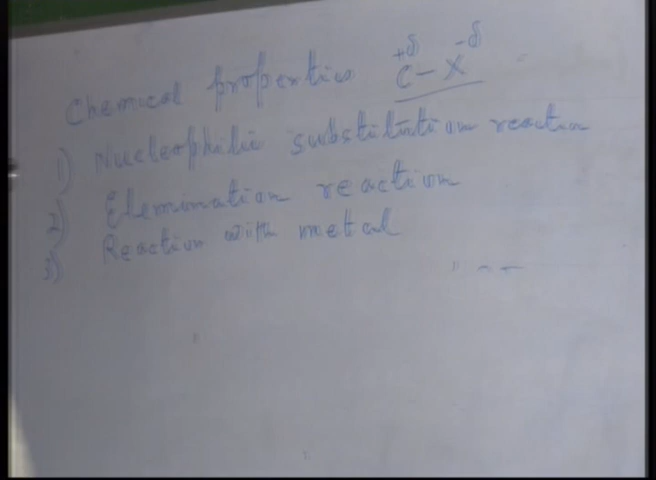 Chemical properties +δ C – X -δ
1) Nucleophilic substitution reaction
2) Elemination reaction
3) Reaction with metal